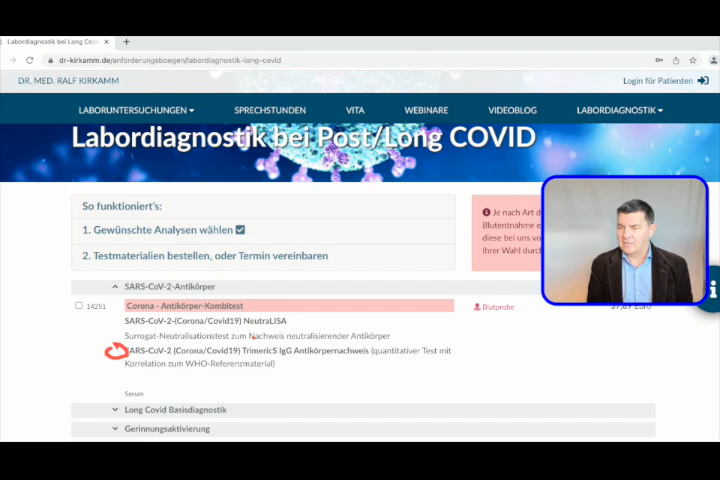 Labordiagnostik bei Long Cov
dr-kirkamm.de/anforderungsboegen/labordiagnostik-long-covid
DR. MED. RALF KIRKAMM
Login für Patienten
LABORUNTERSUCHUNGEN
SPRECHSTUNDEN
VITA
WEBINARE
VIDEOBLOG
LABORDIAGNOSTIK
Labordiagnostik bei Post/Long COVID
So funktioniert's:
1. Gewünschte Analysen wählen
2. Testmaterialien bestellen, oder Termin vereinbaren
Je nach Art d
Blutentnahme e
diese bei uns vo
Ihrer Wahl durch
SARS-CoV-2-Antikörper
14251
Corona - Antikörper-Kombitest
Blutprobe
SARS-CoV-2-(Corona/Covid19) NeutraLISA
Surrogat-Neutralisationstest zum Nachweis neutralisierender Antikörper
SARS-CoV-2 (Corona/Covid19) TrimericS IgG Antikörpernachweis (quantitativer Test mit
Korrelation zum WHO-Referenzmaterial)
Serum
Long Covid Basisdiagnostik
Gerinnungsaktivierung